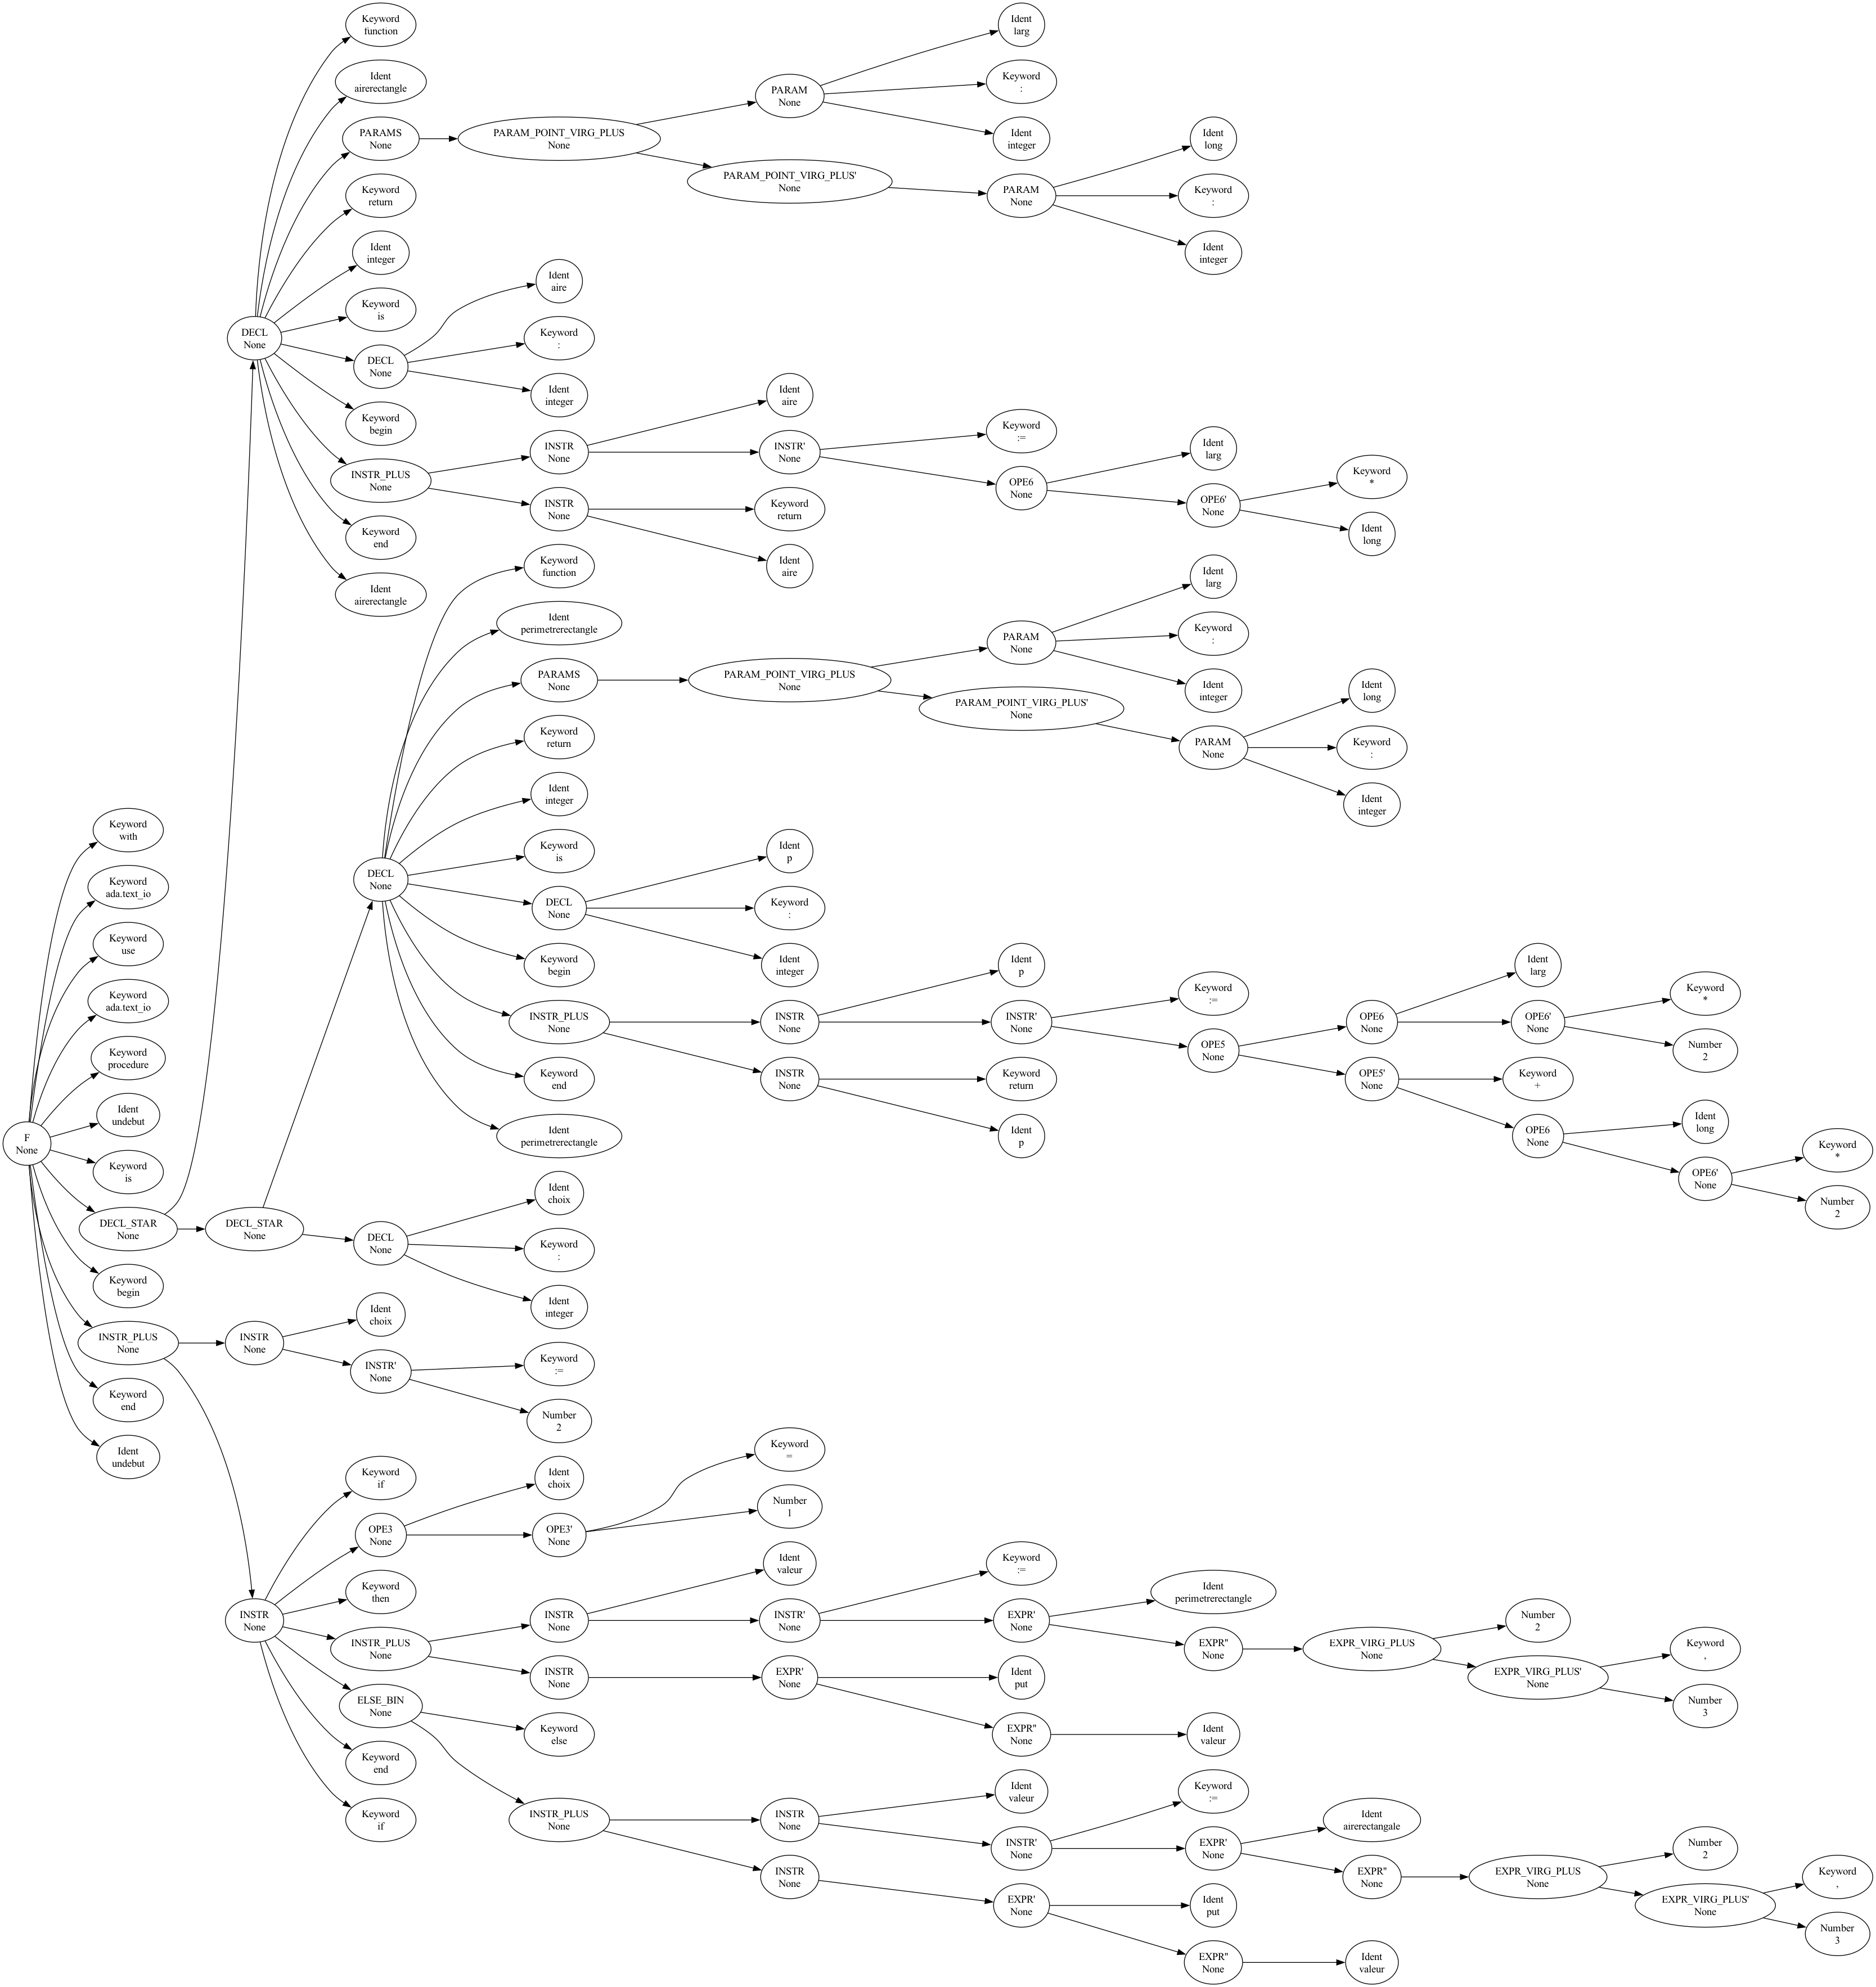 F
None
Keyword
with
Keyword
ada.text_io
Keyword
use
Keyword
ada.text_io
Keyword
procedure
Ident
undebut
Keyword
is
DECL_STAR
None
DECL
None
Keyword
function
Ident
airerectangle
PARAMS
None
PARAM_POINT_VIRG_PLUS
None
PARAM
None
Ident
larg
Keyword
:
Ident
integer
PARAM_POINT_VIRG_PLUS'
None
PARAM
None
Ident
long
Keyword
:
Ident
integer
Keyword
return
Ident
integer
Keyword
is
DECL
None
Ident
aire
Keyword
:
Ident
integer
Keyword
begin
INSTR_PLUS
None
INSTR
None
Ident
aire
INSTR'
None
Keyword
:=
OPE6
None
Ident
larg
OPE6'
None
Keyword
*
Ident
long
INSTR
None
Keyword
return
Ident
aire
Keyword
end
Ident
airerectangle
DECL_STAR
None
DECL
None
Keyword
function
Ident
perimetrerectangle
PARAMS
None
PARAM_POINT_VIRG_PLUS
None
PARAM
None
Ident
larg
Keyword
:
Ident
integer
PARAM_POINT_VIRG_PLUS'
None
PARAM
None
Ident
long
Keyword
:
Ident
integer
Keyword
return
Ident
integer
Keyword
is
DECL
None
Ident
p
Keyword
:
Ident
integer
Keyword
begin
INSTR_PLUS
None
INSTR
None
Ident
p
INSTR'
None
Keyword
:=
OPE5
None
OPE6
None
Ident
larg
OPE6'
None
Keyword
*
Number
2
OPE5'
None
Keyword
+
OPE6
None
Ident
long
OPE6'
None
Keyword
*
Number
2
INSTR
None
Keyword
return
Ident
p
Keyword
end
Ident
perimetrerectangle
DECL
None
Ident
choix
Keyword
:
Ident
integer
Keyword
begin
INSTR_PLUS
None
INSTR
None
Ident
choix
INSTR'
None
Keyword
:=
Number
2
INSTR
None
Keyword
if
OPE3
None
Ident
choix
OPE3'
None
Keyword
=
Number
1
Keyword
then
INSTR_PLUS
None
INSTR
None
Ident
valeur
INSTR'
None
Keyword
:=
EXPR'
None
Ident
perimetrerectangle
EXPR''
None
EXPR_VIRG_PLUS
None
Number
2
EXPR_VIRG_PLUS'
None
Keyword
,
Number
3
INSTR
None
EXPR'
None
Ident
put
EXPR''
None
Ident
valeur
ELSE_BIN
None
Keyword
else
INSTR_PLUS
None
INSTR
None
Ident
valeur
INSTR'
None
Keyword
:=
EXPR'
None
Ident
airerectangale
EXPR''
None
EXPR_VIRG_PLUS
None
Number
2
EXPR_VIRG_PLUS'
None
Keyword
,
Number
3
INSTR
None
EXPR'
None
Ident
put
EXPR''
None
Ident
valeur
Keyword
end
Keyword
if
Keyword
end
Ident
undebut